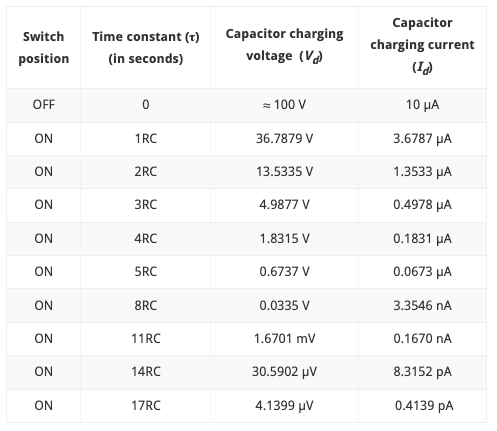 Switch position | Time constant (τ) (in seconds) | Capacitor charging voltage (Vd) | Capacitor charging current (Id)
OFF | 0 | ≈ 100 V | 10 μA
ON | 1RC | 36.7879 V | 3.6787 μA
ON | 2RC | 13.5335 V | 1.3533 μA
ON | 3RC | 4.9877 V | 0.4978 μA
ON | 4RC | 1.8315 V | 0.1831 μA
ON | 5RC | 0.6737 V | 0.0673 μA
ON | 8RC | 0.0335 V | 3.3546 nA
ON | 11RC | 1.6701 mV | 0.1670 nA
ON | 14RC | 30.5902 μV | 8.3152 pA
ON | 17RC | 4.1399 μV | 0.4139 pA